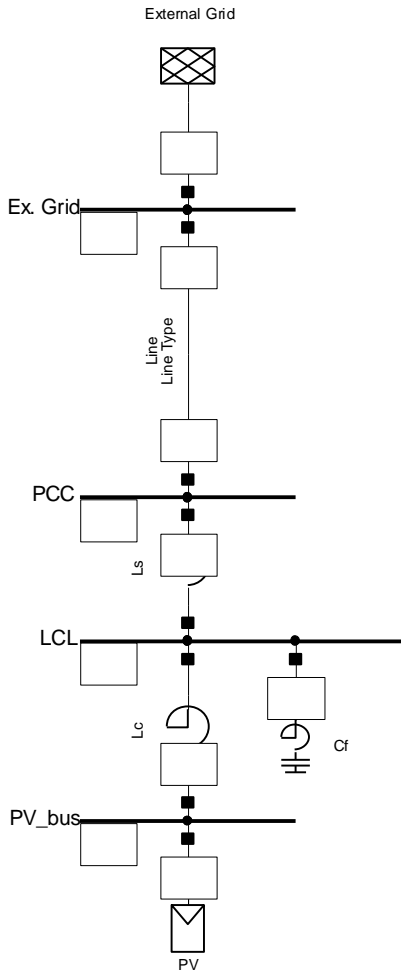 External Grid
Ex. Grid
Line
Line Type
PCC
Ls
LCL
Lc
Cf
PV_bus
PV